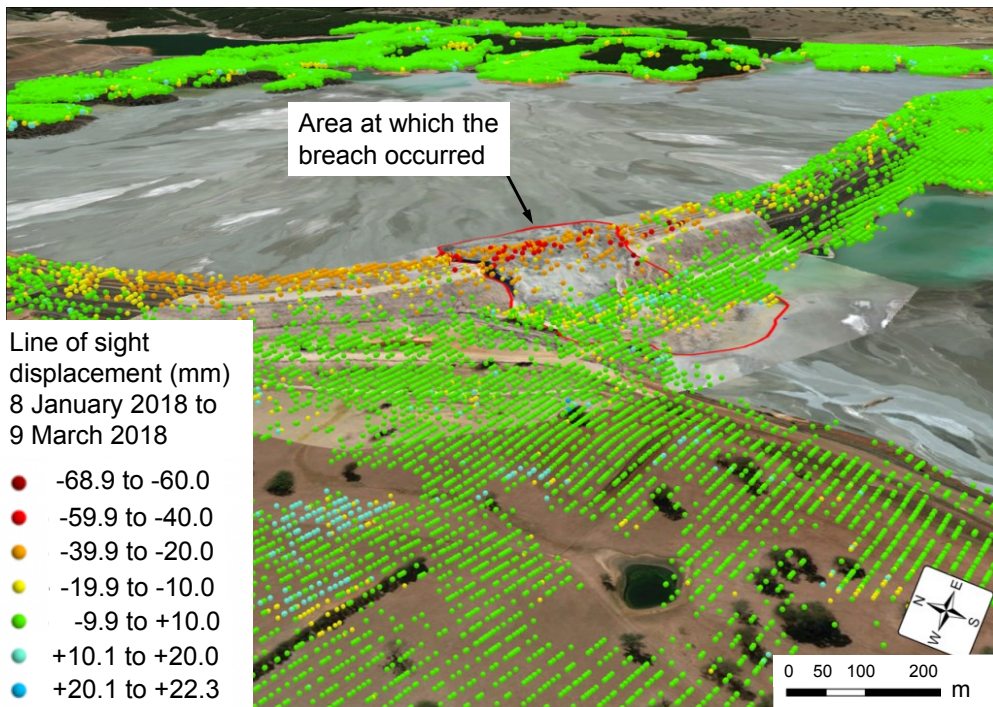 Area at which the
breach occurred
Line of sight
displacement (mm)
8 January 2018 to
9 March 2018
-68.9 to -60.0
-59.9 to -40.0
-39.9 to -20.0
-19.9 to -10.0
-9.9 to +10.0
+10.1 to +20.0
+20.1 to +22.3
N E
W S
0 50 100 200
m